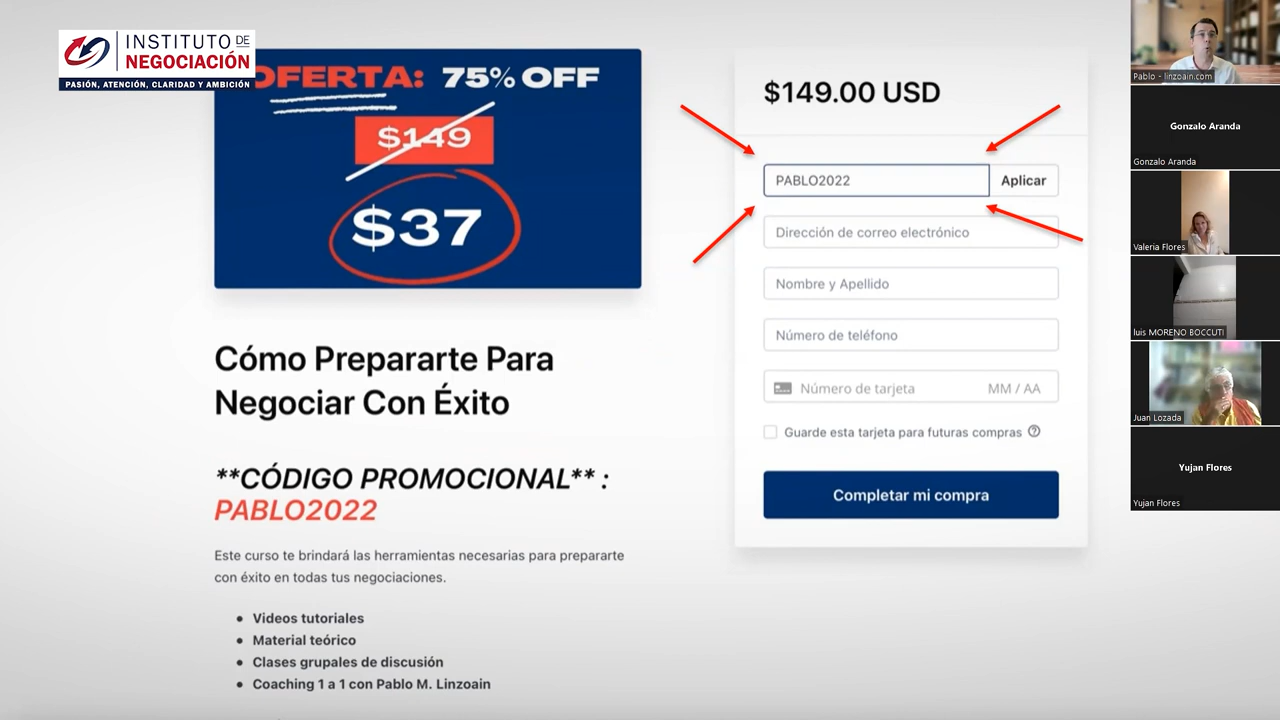 INSTITUTO DE
NEGOCIACIÓN
PASIÓN, ATENCIÓN, CLARIDAD Y AMBICIÓN
OFERTA: 75% OFF
$149
$37
Cómo Prepararte Para
Negociar Con Éxito
**CÓDIGO PROMOCIONAL** :
PABLO2022
Este curso te brindará las herramientas necesarias para prepararte
con éxito en todas tus negociaciones.
Videos tutoriales
Material teórico
Clases grupales de discusión
Coaching 1 a 1 con Pablo M. Linzoain
$149.00 USD
PABLO2022 Aplicar
Dirección de correo electrónico
Nombre y Apellido
Número de teléfono
Número de tarjeta MM / AA
Guarde esta tarjeta para futuras compras
Completar mi compra
Pablo - linzoain.com
Gonzalo Aranda
Gonzalo Aranda
Valeria Flores
luis MORENO BOCCUTI
Juan Lozada
Yujan Flores
Yujan Flores